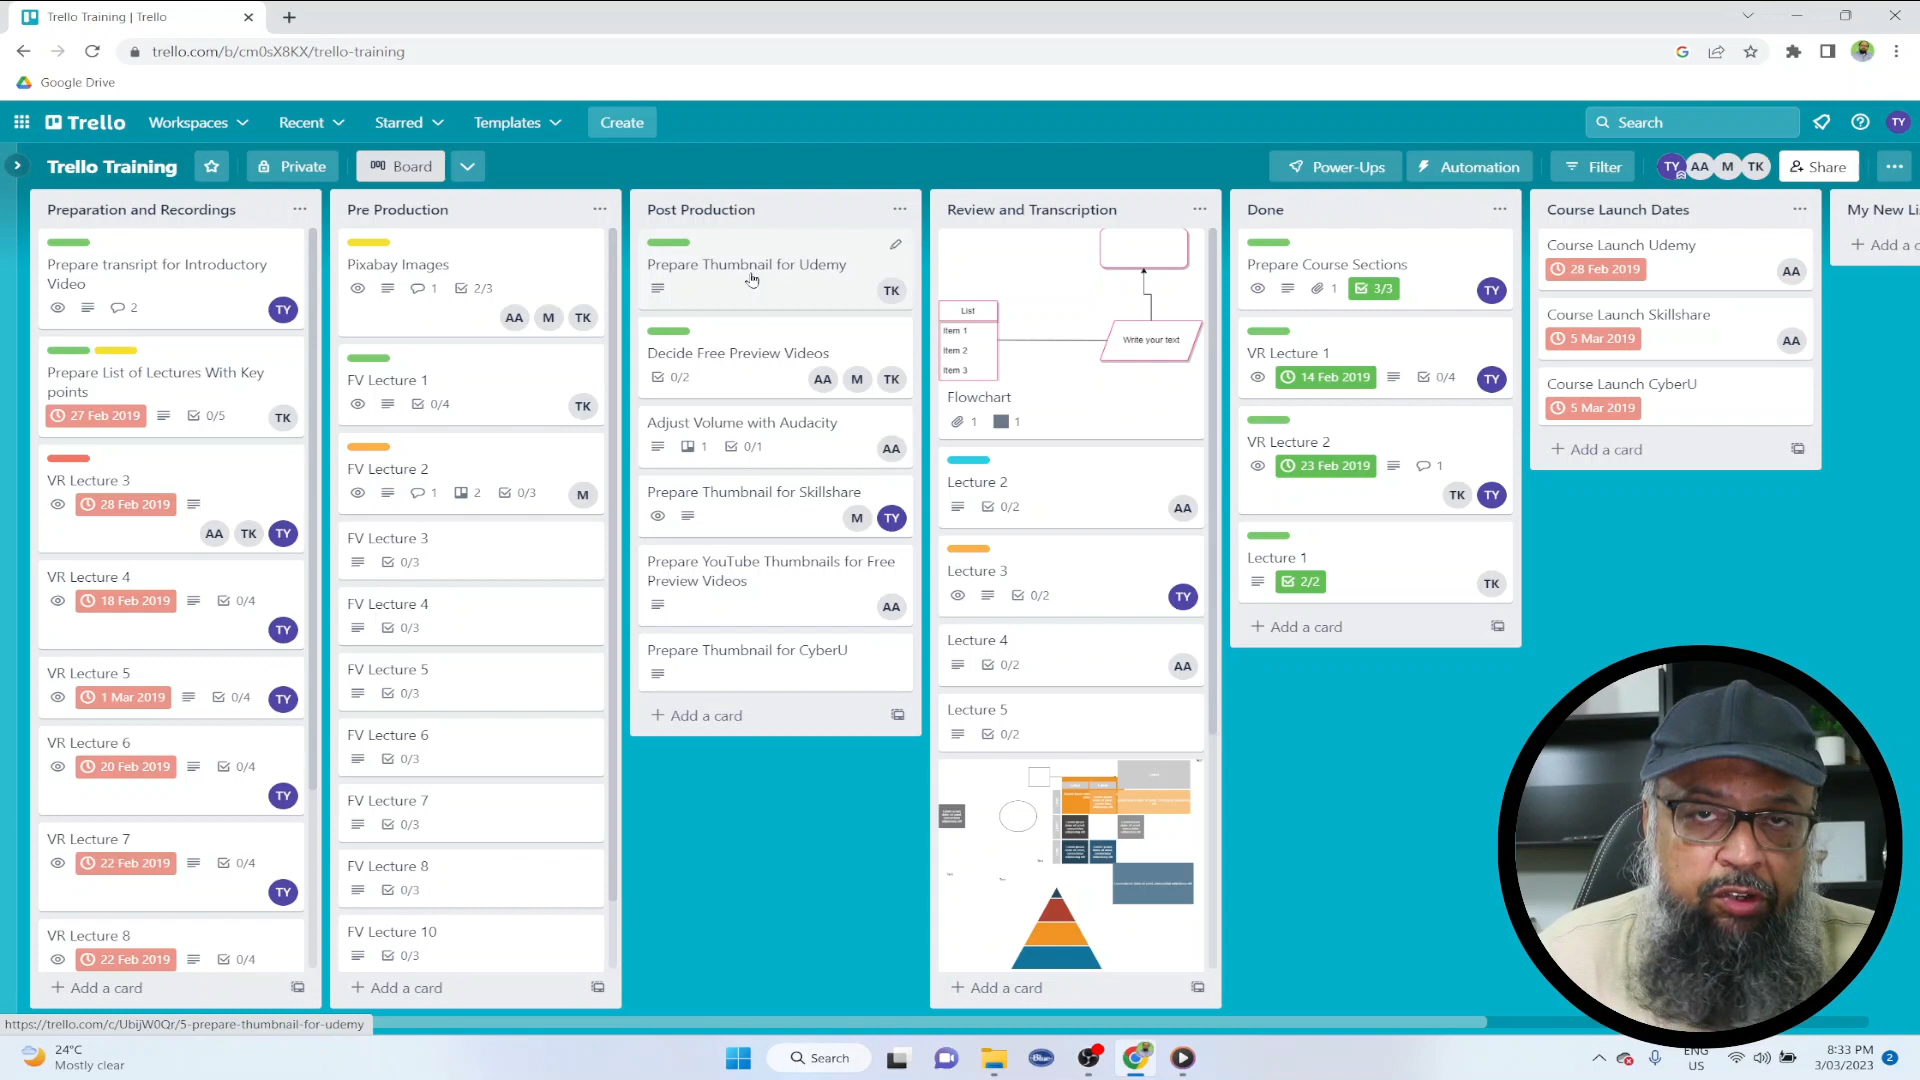 Trello Training | Trello
trello.com/b/cm0sX8KX/trello-training
Google Drive
Trello
Workspaces
Recent
Starred
Templates
Create
Search
TY
Trello Training
Private
Board
Power-Ups
Automation
Filter
TY
AA
M
TK
Share
Preparation and Recordings
Prepare transript for Introductory
Video
2
TY
Prepare List of Lectures With Key
points
27 Feb 2019
0/5
TK
VR Lecture 3
28 Feb 2019
AA
TK
TY
VR Lecture 4
18 Feb 2019
0/4
TY
VR Lecture 5
1 Mar 2019
0/4
TY
VR Lecture 6
20 Feb 2019
0/4
TY
VR Lecture 7
22 Feb 2019
0/4
TY
VR Lecture 8
22 Feb 2019
0/4
+ Add a card
Pre Production
Pixabay Images
1
2/3
AA
M
TK
FV Lecture 1
0/4
TK
FV Lecture 2
1
2
0/3
M
FV Lecture 3
0/3
FV Lecture 4
0/3
FV Lecture 5
0/3
FV Lecture 6
0/3
FV Lecture 7
0/3
FV Lecture 8
0/3
FV Lecture 10
0/3
+ Add a card
Post Production
Prepare Thumbnail for Udemy
TK
Decide Free Preview Videos
0/2
AA
M
TK
Adjust Volume with Audacity
1
0/1
AA
Prepare Thumbnail for Skillshare
M
TY
Prepare YouTube Thumbnails for Free
Preview Videos
AA
Prepare Thumbnail for CyberU
+ Add a card
Review and Transcription
List
Item 1
Item 2
Item 3
Write your text
Flowchart
1
1
Lecture 2
0/2
AA
Lecture 3
0/2
TY
Lecture 4
0/2
AA
Lecture 5
0/2
+ Add a card
Done
Prepare Course Sections
1
3/3
TY
VR Lecture 1
14 Feb 2019
0/4
TY
VR Lecture 2
23 Feb 2019
1
TK
TY
Lecture 1
2/2
TK
+ Add a card
Course Launch Dates
Course Launch Udemy
28 Feb 2019
AA
Course Launch Skillshare
5 Mar 2019
AA
Course Launch CyberU
5 Mar 2019
+ Add a card
My New Lis
+ Add a c
https://trello.com/c/UbijW0Qr/5-prepare-thumbnail-for-udemy
24°C
Mostly clear
Search
Blue
ENG
US
8:33 PM
3/03/2023
2